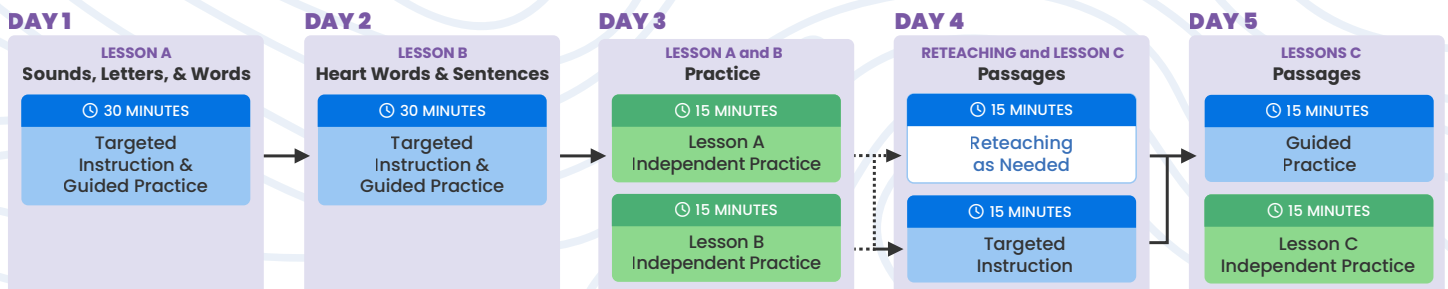 DAY 1
LESSON A
Sounds, Letters, & Words
30 MINUTES
Targeted
Instruction &
Guided Practice
DAY 2
LESSON B
Heart Words & Sentences
30 MINUTES
Targeted
Instruction &
Guided Practice
DAY 3
LESSON A and B
Practice
15 MINUTES
Lesson A
Independent Practice
15 MINUTES
Lesson B
Independent Practice
DAY 4
RETEACHING and LESSON C
Passages
15 MINUTES
Reteaching
as Needed
15 MINUTES
Targeted
Instruction
DAY 5
LESSONS C
Passages
15 MINUTES
Guided
Practice
15 MINUTES
Lesson C
Independent Practice